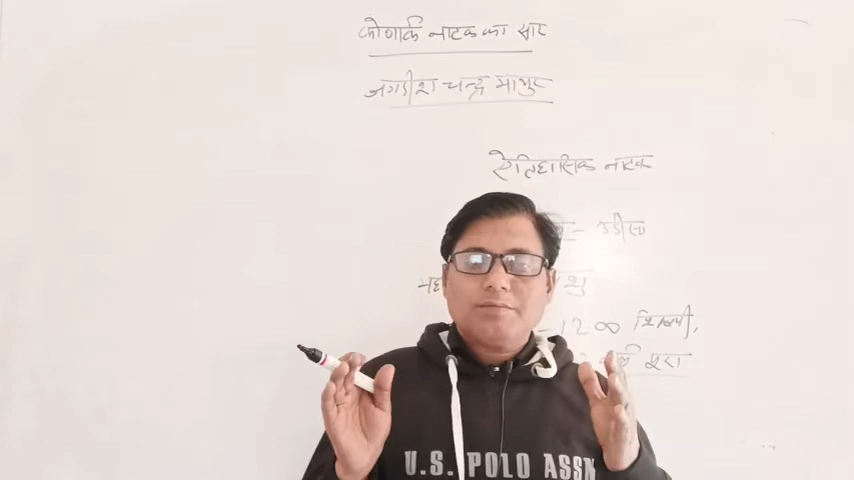 कोणार्क नाटक का सार
जगदीश चन्द्र माथुर
ऐतिहासिक नाटक
= उड़ीसा
1200 शिल्पी,
पूरा
U.S. POLO ASSN